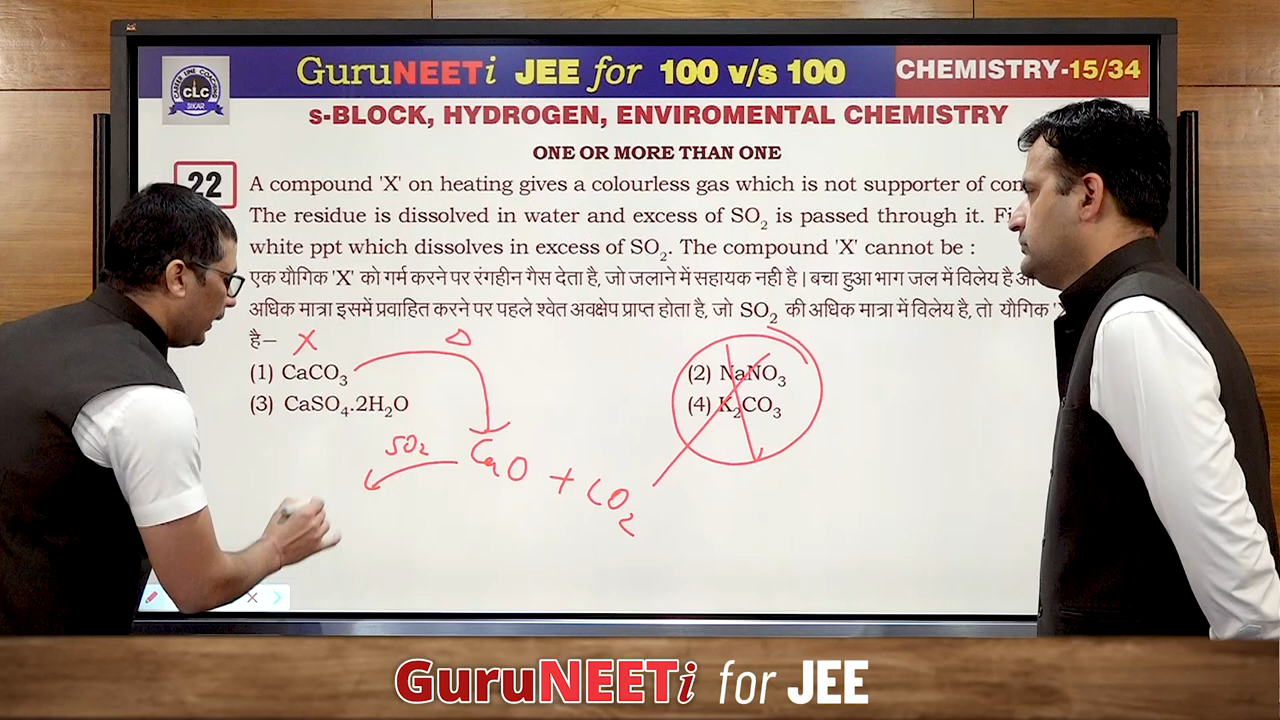 GuruNEETi JEE for 100 v/s 100
CHEMISTRY-15/34
CAREER LINE COACHING
CLC
SIKAR
s-BLOCK, HYDROGEN, ENVIROMENTAL CHEMISTRY
ONE OR MORE THAN ONE
22
A compound 'X' on heating gives a colourless gas which is not supporter of
The residue is dissolved in water and excess of SO₂ is passed through it.
white ppt which dissolves in excess of SO₂. The compound 'X' cannot be :
एक यौगिक 'X' को गर्म करने पर रंगहीन गैस देता है, जो जलाने में सहायक नही है। बचा हुआ भाग जल में विलेय है
अधिक मात्रा इसमें प्रवाहित करने पर पहले श्वेत अवक्षेप प्राप्त होता है, जो SO₂ की अधिक मात्रा में विलेय है, तो यौगिक
है–
X
Δ
(1) CaCO₃ (2) NaNO₃
(3) CaSO₄.2H₂O (4) K₂CO₃
SO₂
CaO + CO₂
GuruNEETi for JEE